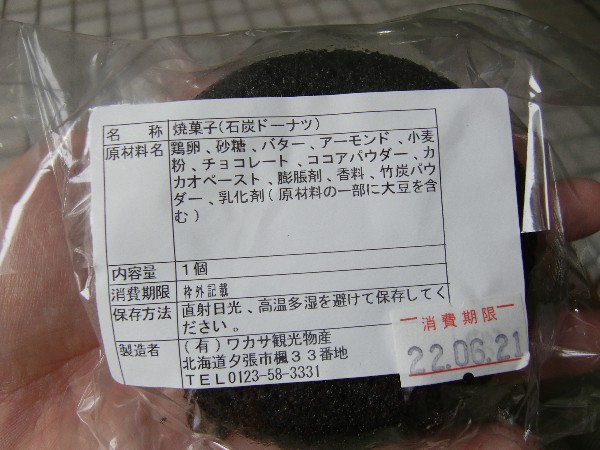 名 称 焼菓子(石炭ドーナツ)
原材料名 鶏卵、砂糖、バター、アーモンド、小麦
粉、チョコレート、ココアパウダー、カ
カオペースト、膨脹剤、香料、竹炭パウ
ダー、乳化剤(原材料の一部に大豆を含
む)
内容量 1個
消費期限 枠外記載
保存方法 直射日光、高温多湿を避けて保存してく
ださい。
製造者 (有)ワカサ観光物産
北海道夕張市楓33番地
TEL0123-58-3331
消費期限
22.06.21